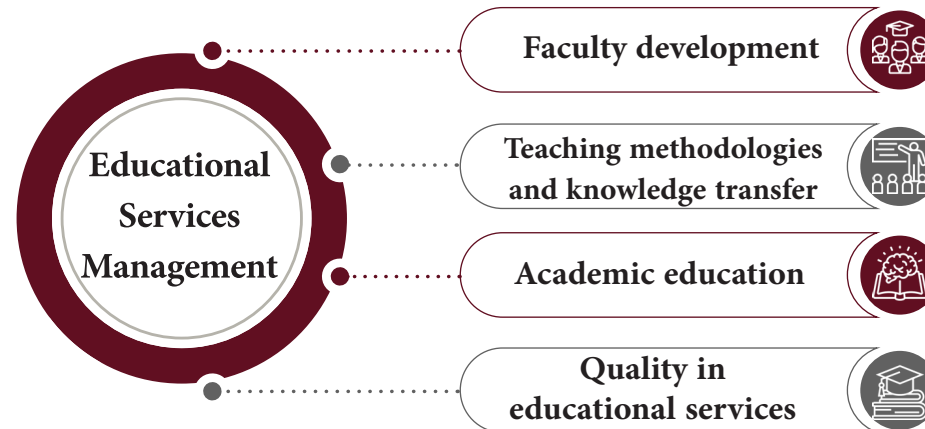 Educational
Services
Management
Faculty development
Teaching methodologies
and knowledge transfer
Academic education
Quality in
educational services